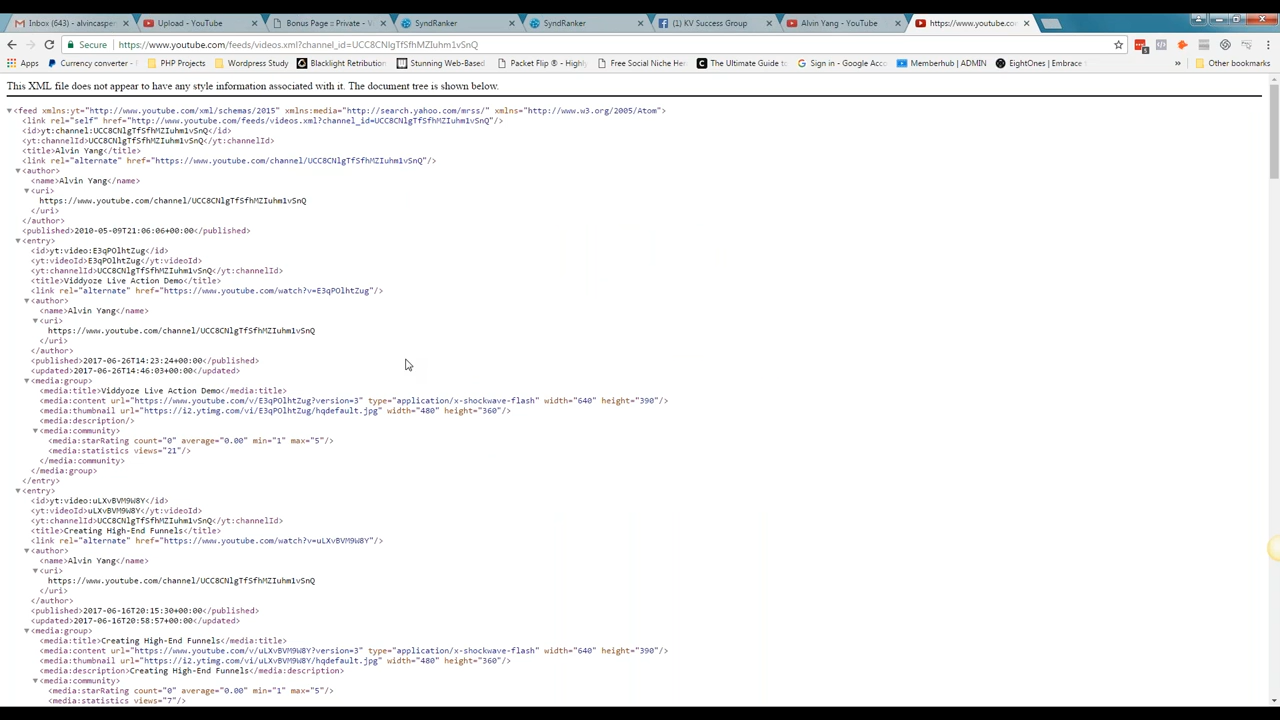 Inbox (643) - alvincasper
Upload - YouTube
Bonus Page :: Private - V
SyndRanker
SyndRanker
(1) KV Success Group
Alvin Yang - YouTube
https://www.youtube.co
Secure
https://www.youtube.com/feeds/videos.xml?channel_id=UCC8CNlgTfSfhMZIuhm1vSnQ
Apps
Currency converter -
PHP Projects
Wordpress Study
Blacklight Retribution
Stunning Web-Based
Packet Flip ® - Highly
Free Social Niche Her
The Ultimate Guide to
Sign in - Google Acco
Memberhub | ADMIN
EightOnes | Embrace
»
Other bookmarks
This XML file does not appear to have any style information associated with it. The document tree is shown below.
▼<feed xmlns:yt="http://www.youtube.com/xml/schemas/2015" xmlns:media="http://search.yahoo.com/mrss/" xmlns="http://www.w3.org/2005/Atom">
<link rel="self" href="http://www.youtube.com/feeds/videos.xml?channel_id=UCC8CNlgTfSfhMZIuhm1vSnQ"/>
<id>yt:channel:UCC8CNlgTfSfhMZIuhm1vSnQ</id>
<yt:channelId>UCC8CNlgTfSfhMZIuhm1vSnQ</yt:channelId>
<title>Alvin Yang</title>
<link rel="alternate" href="https://www.youtube.com/channel/UCC8CNlgTfSfhMZIuhm1vSnQ"/>
▼<author>
<name>Alvin Yang</name>
▼<uri>
https://www.youtube.com/channel/UCC8CNlgTfSfhMZIuhm1vSnQ
</uri>
</author>
<published>2010-05-09T21:06:06+00:00</published>
▼<entry>
<id>yt:video:E3qPOlhtZug</id>
<yt:videoId>E3qPOlhtZug</yt:videoId>
<yt:channelId>UCC8CNlgTfSfhMZIuhm1vSnQ</yt:channelId>
<title>Viddyoze Live Action Demo</title>
<link rel="alternate" href="https://www.youtube.com/watch?v=E3qPOlhtZug"/>
▼<author>
<name>Alvin Yang</name>
▼<uri>
https://www.youtube.com/channel/UCC8CNlgTfSfhMZIuhm1vSnQ
</uri>
</author>
<published>2017-06-26T14:23:24+00:00</published>
<updated>2017-06-26T14:46:03+00:00</updated>
▼<media:group>
<media:title>Viddyoze Live Action Demo</media:title>
<media:content url="https://www.youtube.com/v/E3qPOlhtZug?version=3" type="application/x-shockwave-flash" width="640" height="390"/>
<media:thumbnail url="https://i2.ytimg.com/vi/E3qPOlhtZug/hqdefault.jpg" width="480" height="360"/>
<media:description/>
▼<media:community>
<media:starRating count="0" average="0.00" min="1" max="5"/>
<media:statistics views="21"/>
</media:community>
</media:group>
</entry>
▼<entry>
<id>yt:video:uLXvBVM9W8Y</id>
<yt:videoId>uLXvBVM9W8Y</yt:videoId>
<yt:channelId>UCC8CNlgTfSfhMZIuhm1vSnQ</yt:channelId>
<title>Creating High-End Funnels</title>
<link rel="alternate" href="https://www.youtube.com/watch?v=uLXvBVM9W8Y"/>
▼<author>
<name>Alvin Yang</name>
▼<uri>
https://www.youtube.com/channel/UCC8CNlgTfSfhMZIuhm1vSnQ
</uri>
</author>
<published>2017-06-16T20:15:30+00:00</published>
<updated>2017-06-16T20:58:57+00:00</updated>
▼<media:group>
<media:title>Creating High-End Funnels</media:title>
<media:content url="https://www.youtube.com/v/uLXvBVM9W8Y?version=3" type="application/x-shockwave-flash" width="640" height="390"/>
<media:thumbnail url="https://i2.ytimg.com/vi/uLXvBVM9W8Y/hqdefault.jpg" width="480" height="360"/>
<media:description>Creating High-End Funnels</media:description>
▼<media:community>
<media:starRating count="0" average="0.00" min="1" max="5"/>
<media:statistics views="7"/>